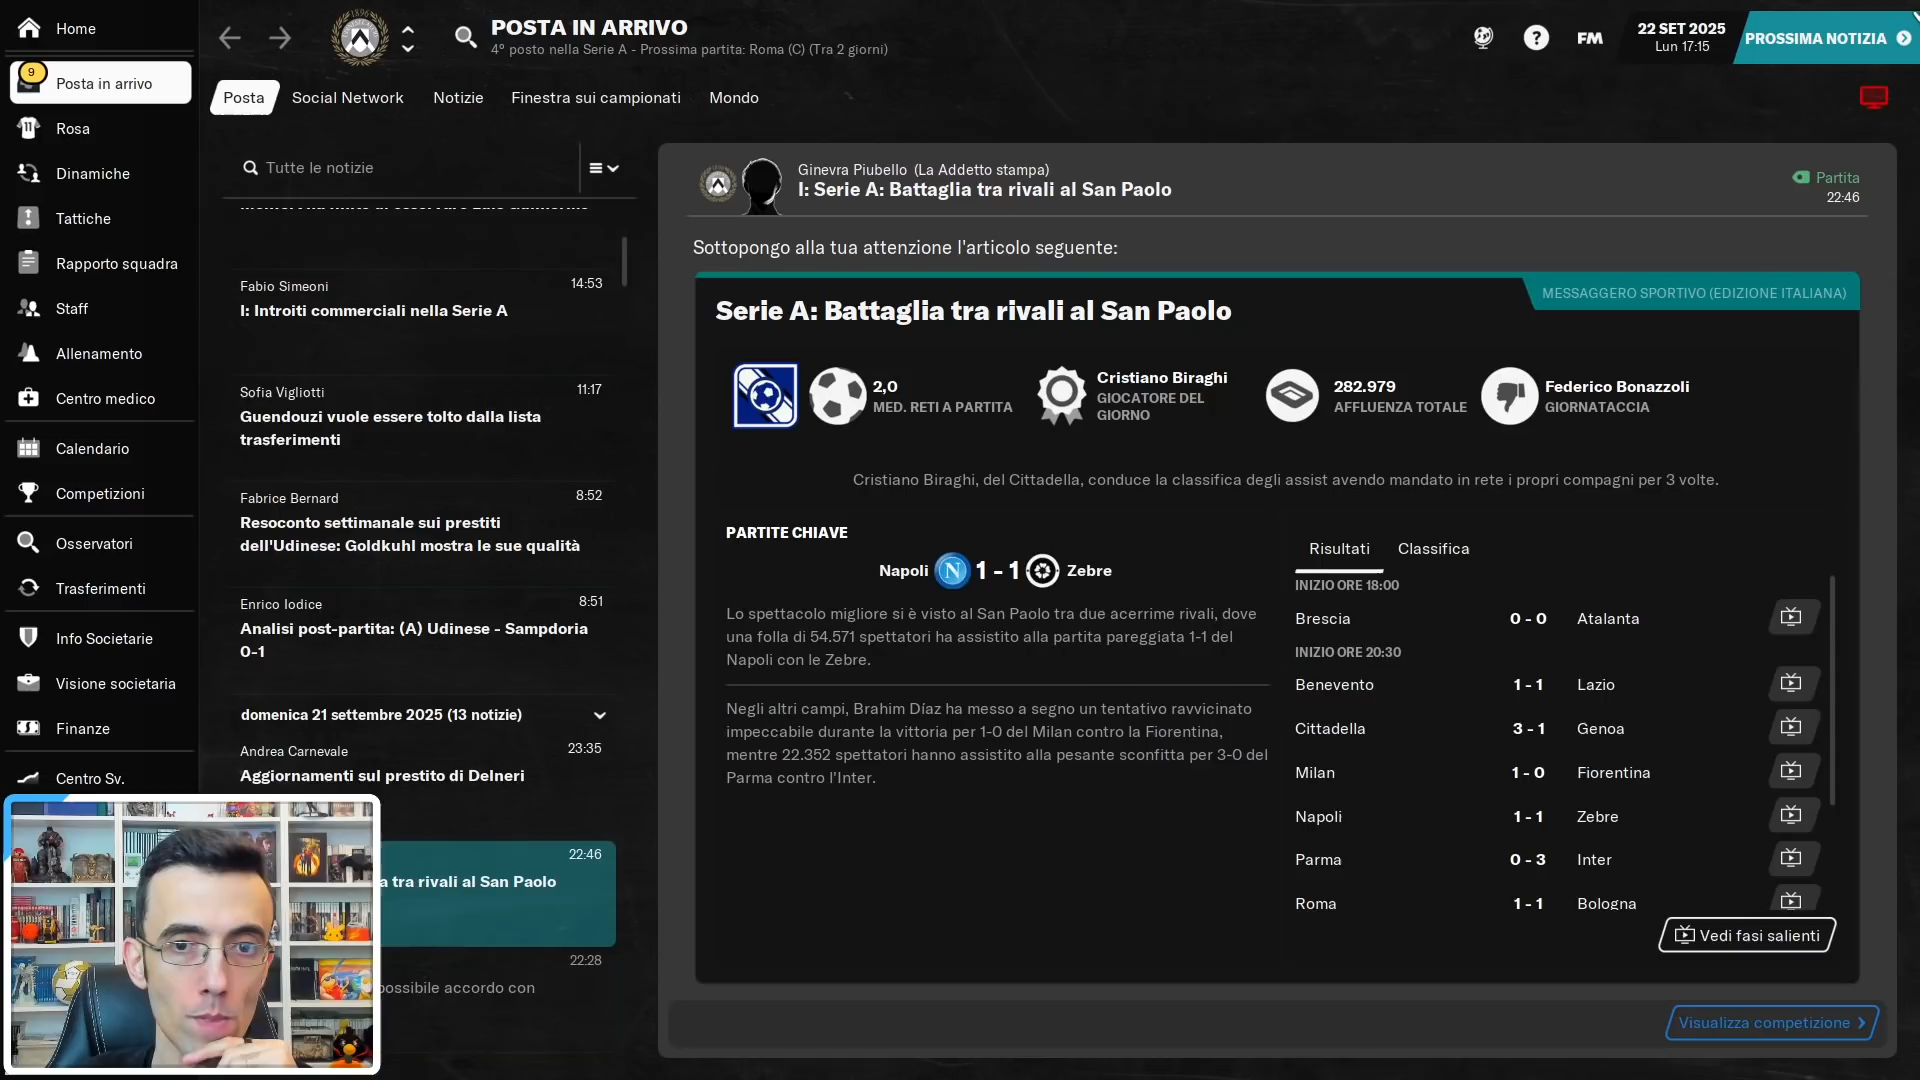 Home
9
Posta in arrivo
Rosa
Dinamiche
Tattiche
Rapporto squadra
Staff
Allenamento
Centro medico
Calendario
Competizioni
Osservatori
Trasferimenti
Info Societarie
Visione societaria
Finanze
Centro Sv.
POSTA IN ARRIVO
4° posto nella Serie A - Prossima partita: Roma (C) (Tra 2 giorni)
FM
22 SET 2025
Lun 17:15
PROSSIMA NOTIZIA
Posta
Social Network
Notizie
Finestra sui campionati
Mondo
Tutte le notizie
Fabio Simeoni
14:53
I: Introiti commerciali nella Serie A
Sofia Vigliotti
11:17
Guendouzi vuole essere tolto dalla lista
trasferimenti
Fabrice Bernard
8:52
Resoconto settimanale sui prestiti
dell'Udinese: Goldkuhl mostra le sue qualità
Enrico Iodice
8:51
Analisi post-partita: (A) Udinese - Sampdoria
0-1
domenica 21 settembre 2025 (13 notizie)
Andrea Carnevale
23:35
Aggiornamenti sul prestito di Delneri
22:46
a tra rivali al San Paolo
22:28
possibile accordo con
Ginevra Piubello (La Addetto stampa)
I: Serie A: Battaglia tra rivali al San Paolo
Partita
22:46
Sottopongo alla tua attenzione l'articolo seguente:
MESSAGGERO SPORTIVO (EDIZIONE ITALIANA)
Serie A: Battaglia tra rivali al San Paolo
2,0
MED. RETI A PARTITA
Cristiano Biraghi
GIOCATORE DEL
GIORNO
282.979
AFFLUENZA TOTALE
Federico Bonazzoli
GIORNATACCIA
Cristiano Biraghi, del Cittadella, conduce la classifica degli assist avendo mandato in rete i propri compagni per 3 volte.
PARTITE CHIAVE
Napoli N 1 - 1 Zebre
Lo spettacolo migliore si è visto al San Paolo tra due acerrime rivali, dove
una folla di 54.571 spettatori ha assistito alla partita pareggiata 1-1 del
Napoli con le Zebre.
Negli altri campi, Brahim Díaz ha messo a segno un tentativo ravvicinato
impeccabile durante la vittoria per 1-0 del Milan contro la Fiorentina,
mentre 22.352 spettatori hanno assistito alla pesante sconfitta per 3-0 del
Parma contro l'Inter.
Risultati
Classifica
INIZIO ORE 18:00
Brescia 0 - 0 Atalanta
INIZIO ORE 20:30
Benevento 1 - 1 Lazio
Cittadella 3 - 1 Genoa
Milan 1 - 0 Fiorentina
Napoli 1 - 1 Zebre
Parma 0 - 3 Inter
Roma 1 - 1 Bologna
Vedi fasi salienti
Visualizza competizione